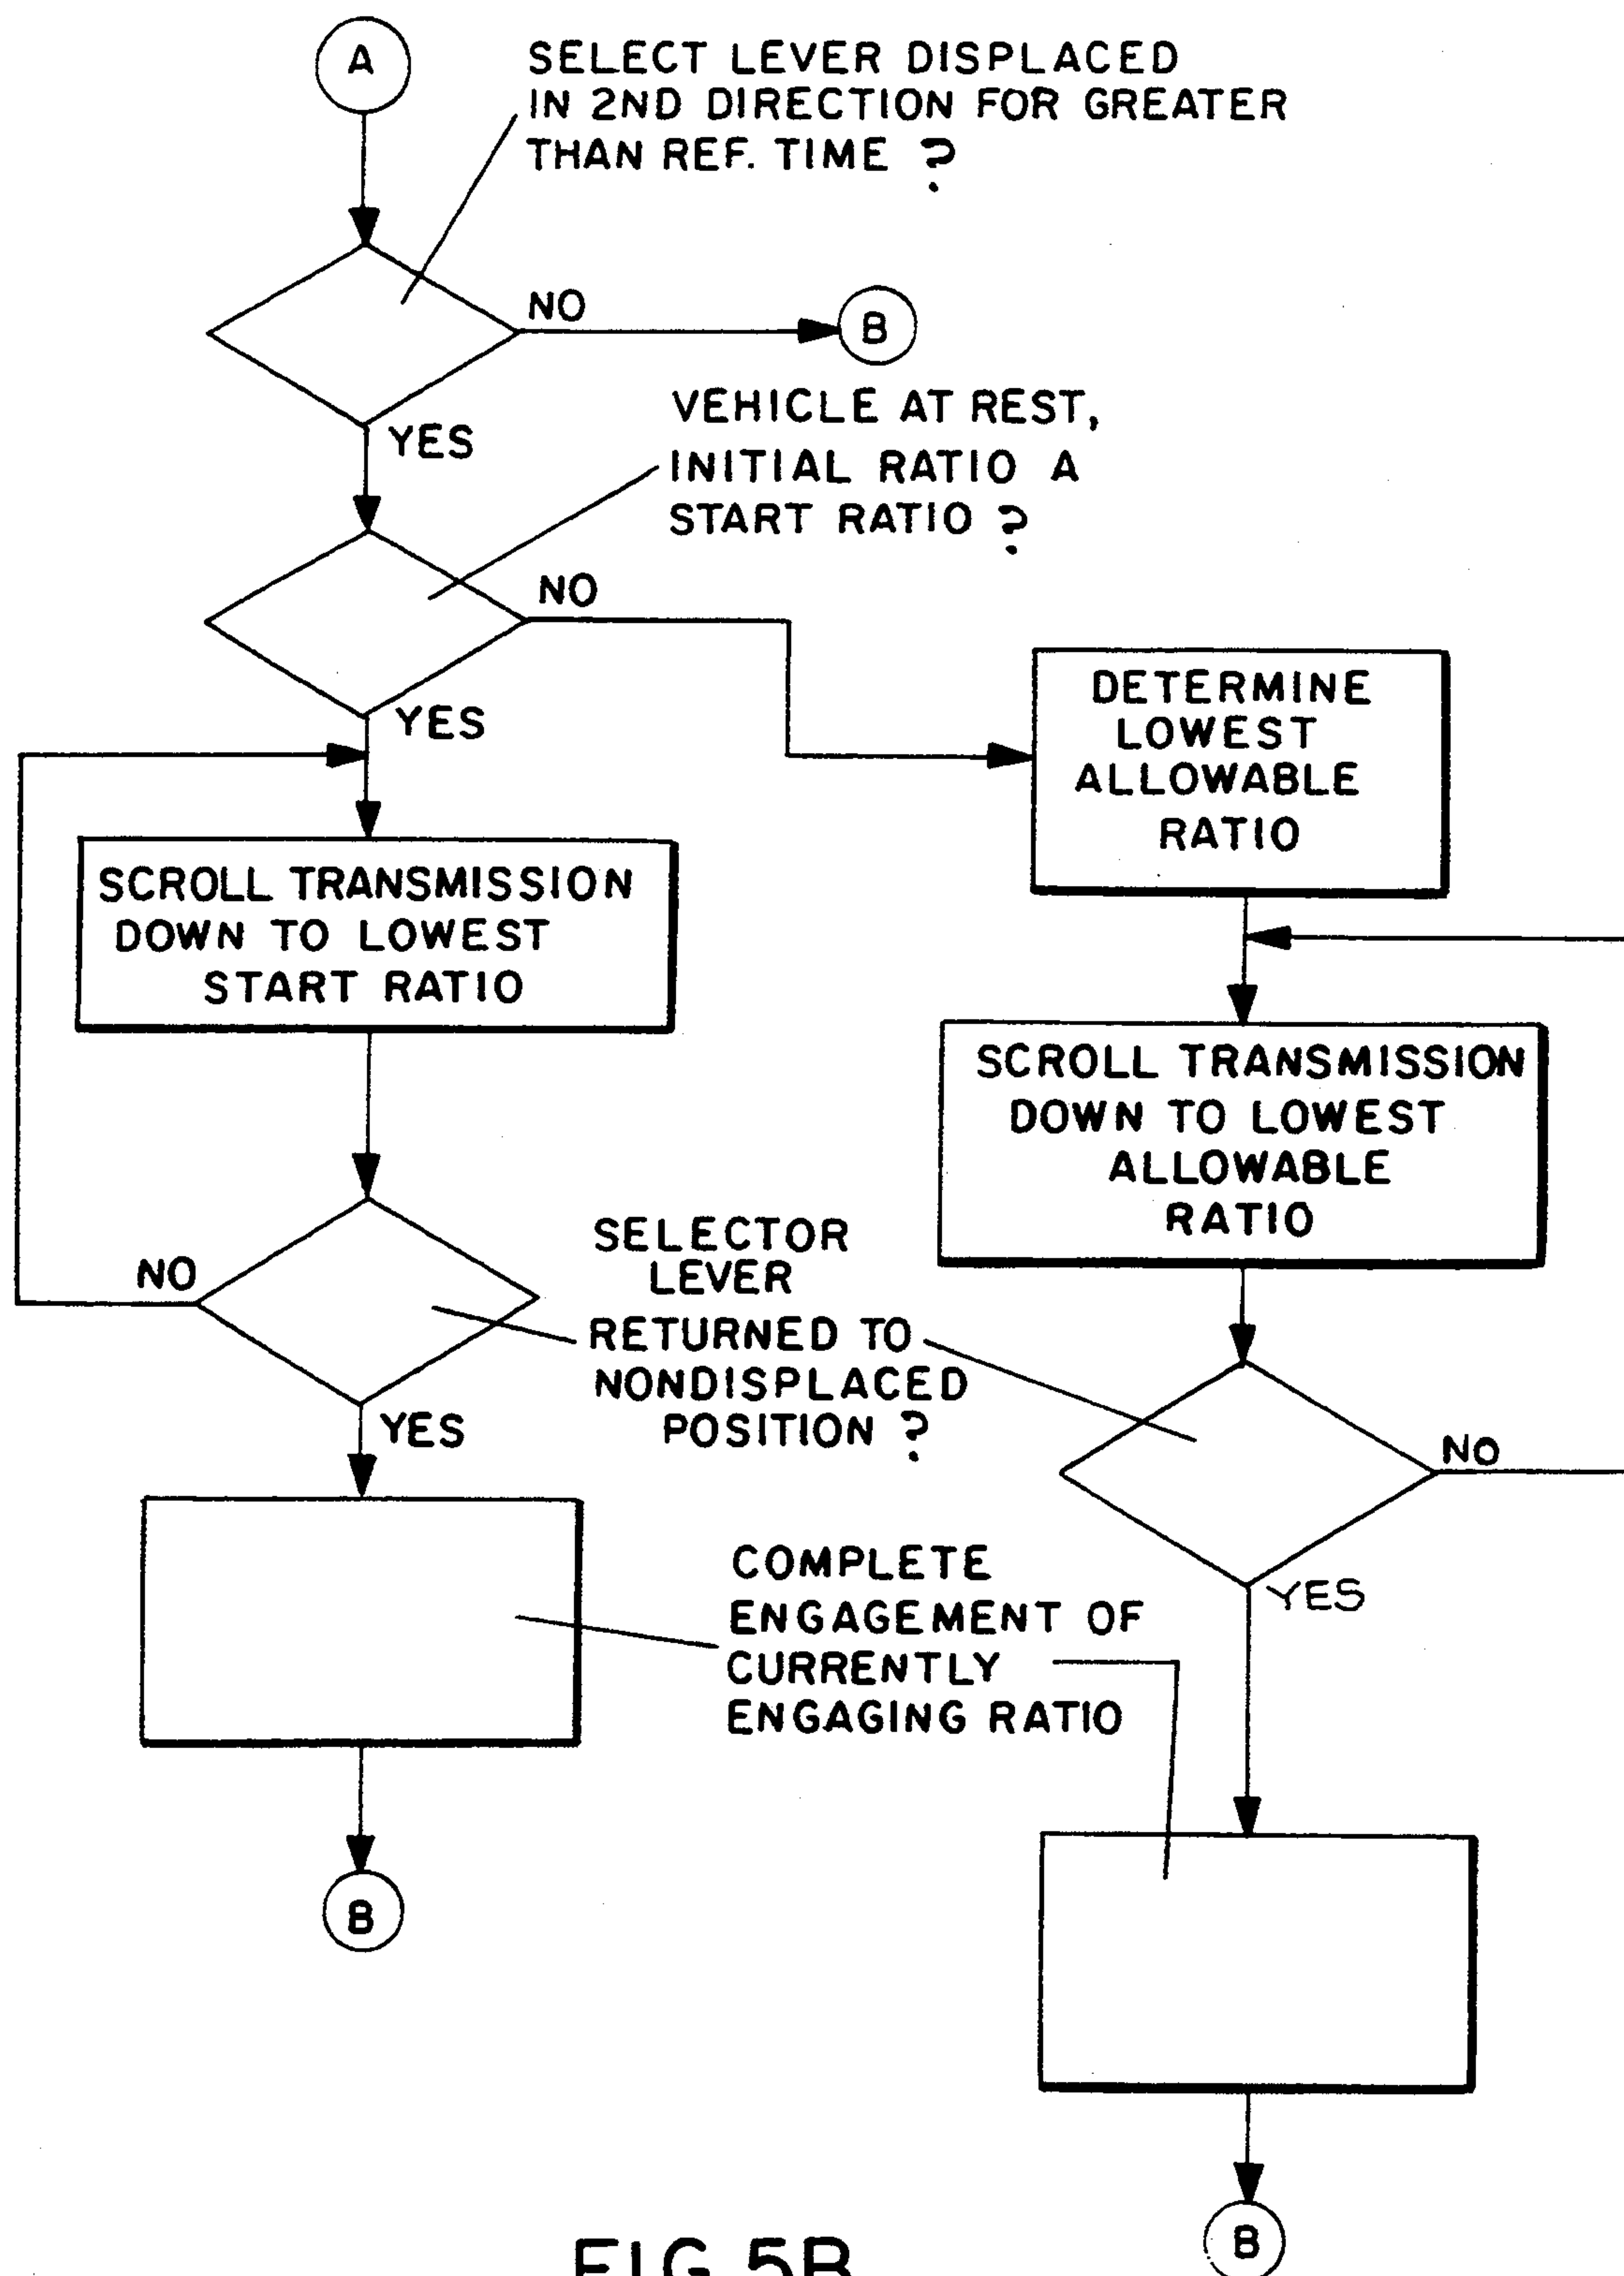 A
SELECT LEVER DISPLACED
IN 2ND DIRECTION FOR GREATER
THAN REF. TIME ?
NO
B
YES
VEHICLE AT REST,
INITIAL RATIO A
START RATIO ?
NO
YES
DETERMINE
LOWEST
ALLOWABLE
RATIO
SCROLL TRANSMISSION
DOWN TO LOWEST
START RATIO
SCROLL TRANSMISSION
DOWN TO LOWEST
ALLOWABLE
RATIO
NO
SELECTOR
LEVER
RETURNED TO
NONDISPLACED
POSITION ?
YES
NO
COMPLETE
ENGAGEMENT OF
CURRENTLY
ENGAGING RATIO
YES
B
B
FIG 5B